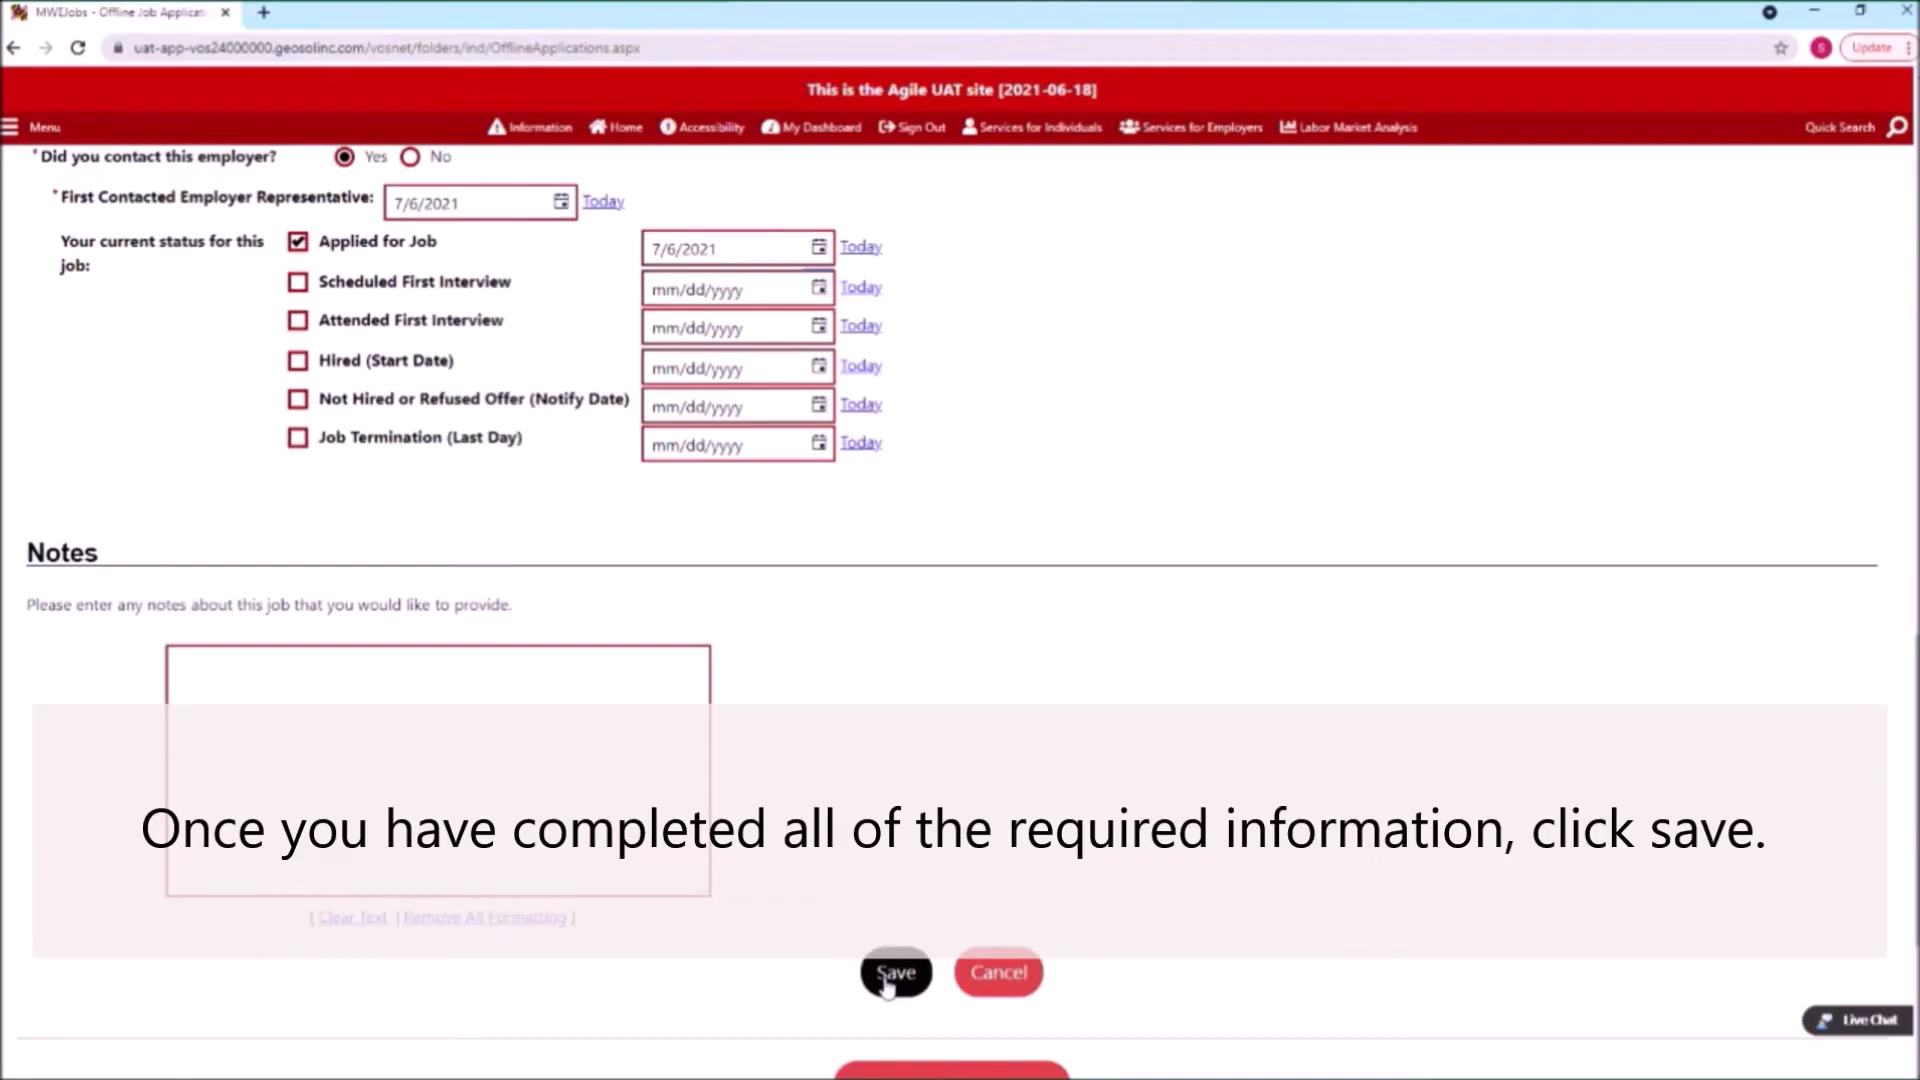 MWEJobs - Offline Job Applicat
uat-app-vos24000000.geosolinc.com/vosnet/folders/ind/OfflineApplications.aspx
S
Update
This is the Agile UAT site [2021-06-18]
Menu
Information
Home
Accessibility
My Dashboard
Sign Out
Services for Individuals
Services for Employers
Labor Market Analysis
Quick Search
*Did you contact this employer? Yes No
*First Contacted Employer Representative: 7/6/2021 Today
Your current status for this
job:
Applied for Job 7/6/2021 Today
Scheduled First Interview mm/dd/yyyy Today
Attended First Interview mm/dd/yyyy Today
Hired (Start Date) mm/dd/yyyy Today
Not Hired or Refused Offer (Notify Date) mm/dd/yyyy Today
Job Termination (Last Day) mm/dd/yyyy Today
Notes
Please enter any notes about this job that you would like to provide.
Once you have completed all of the required information, click save.
[ Clear Text | Remove All Formatting ]
Save
Cancel
Live Chat